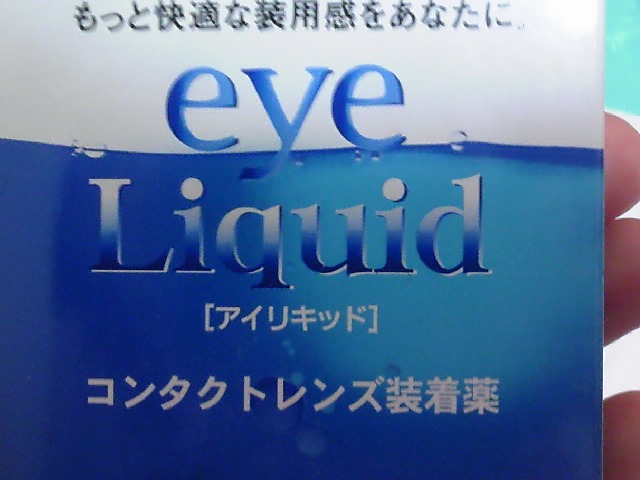 もっと快適な装用感をあなたに。
eye
Liquid
[アイリキッド]
コンタクトレンズ装着薬